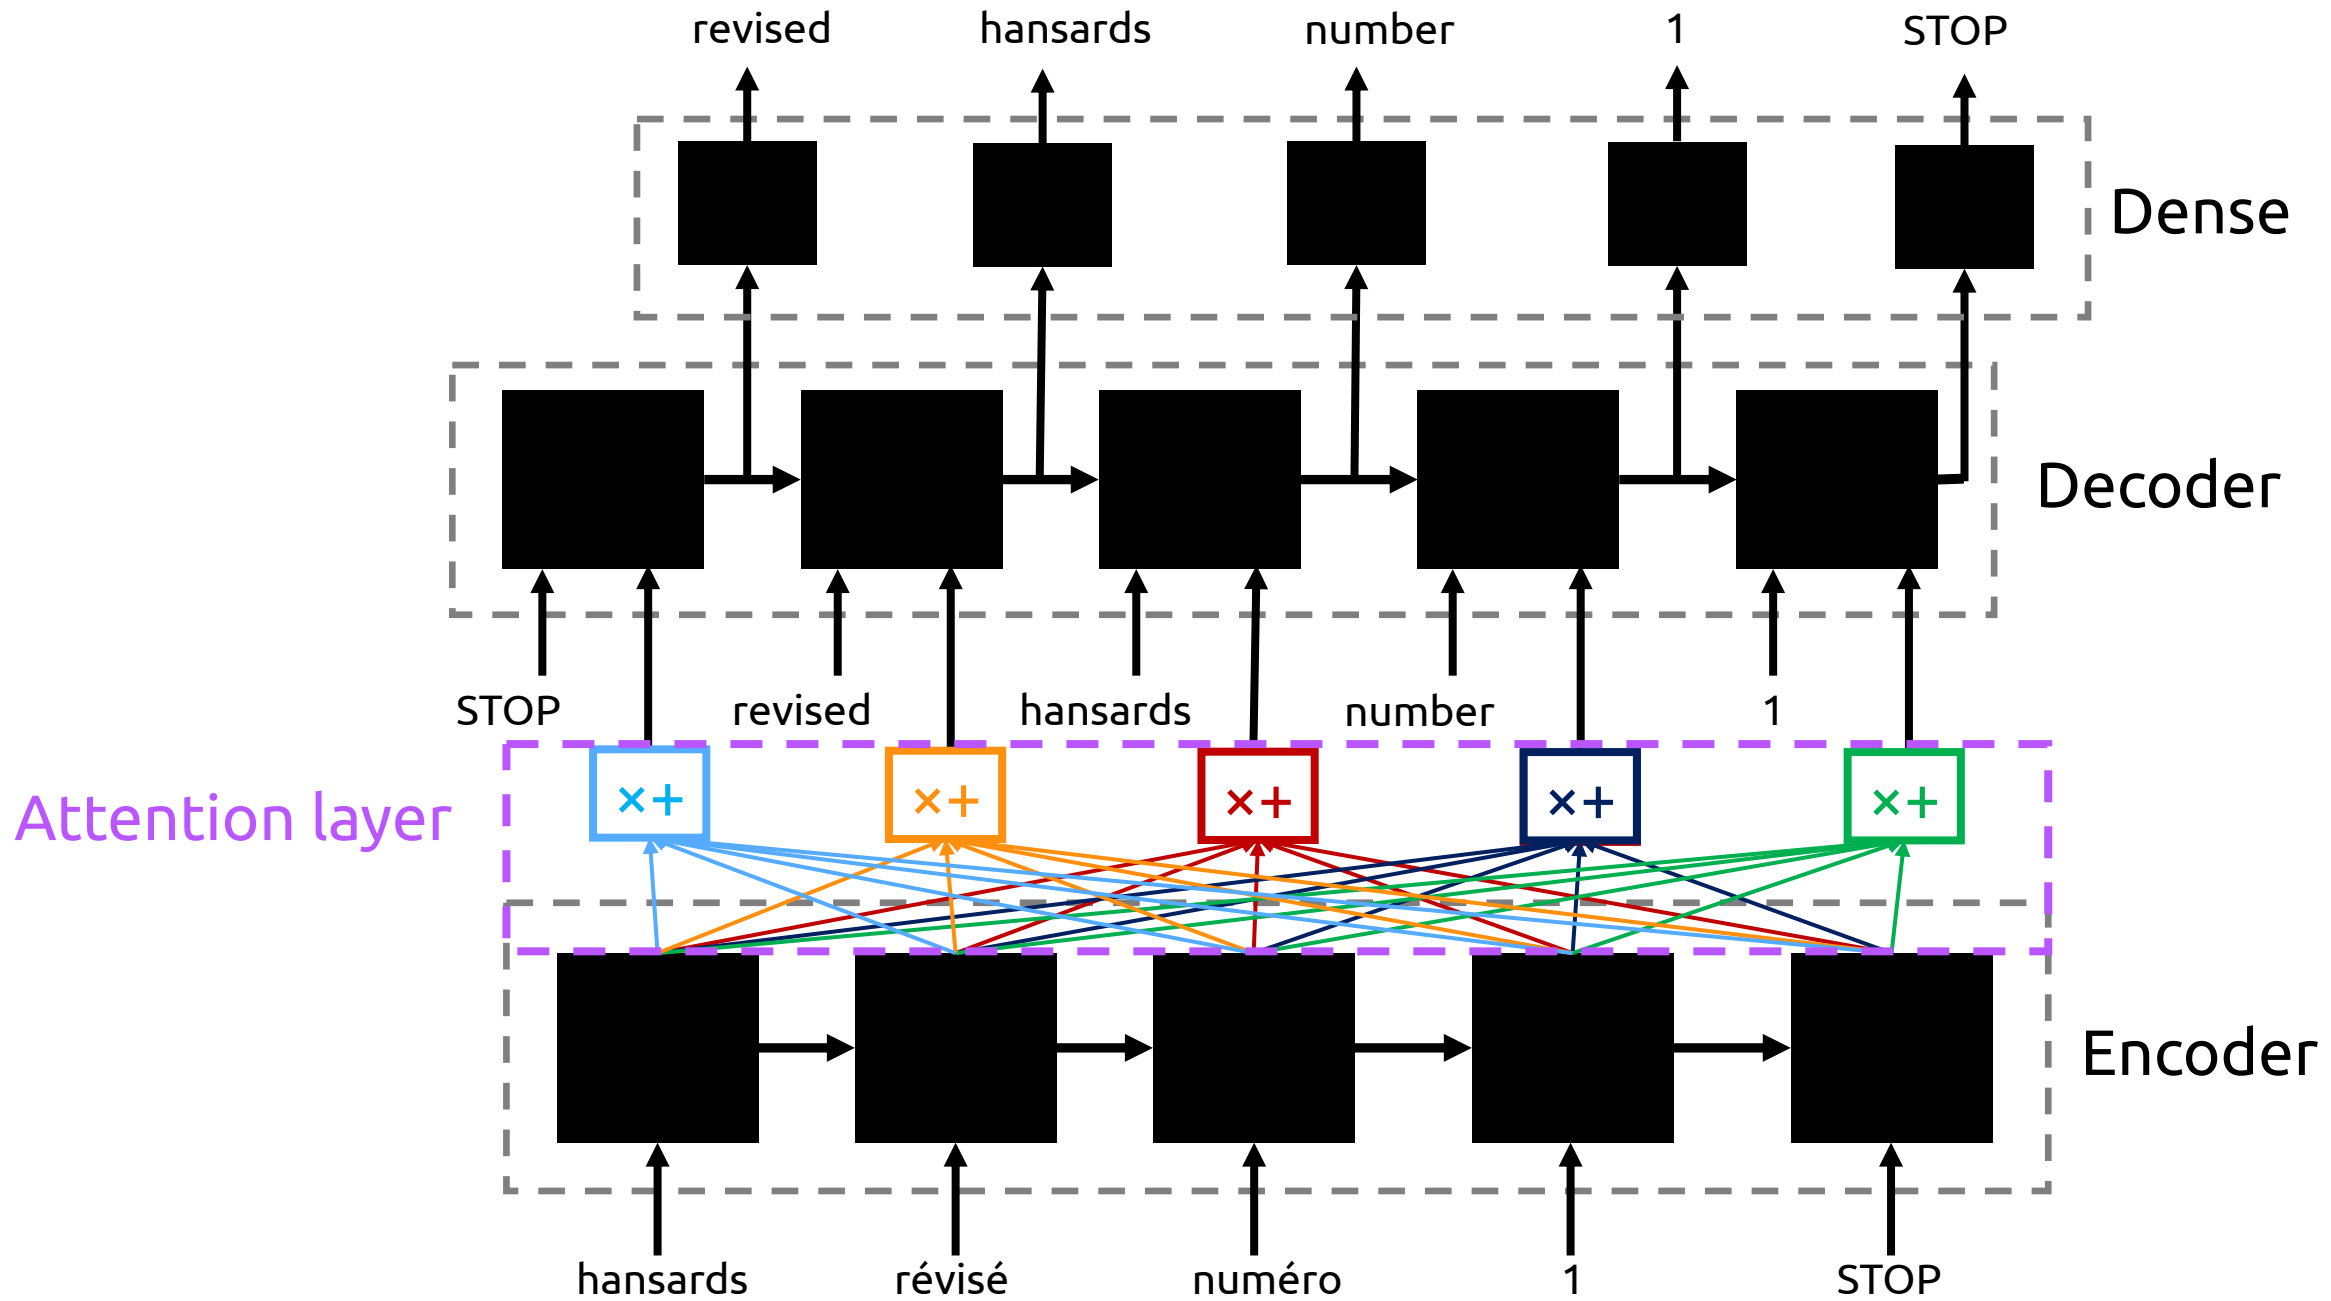 revised hansards number 1 STOP
Dense
Decoder
STOP revised hansards number 1
Attention layer
×+ ×+ ×+ ×+ ×+
Encoder
hansards révisé numéro 1 STOP